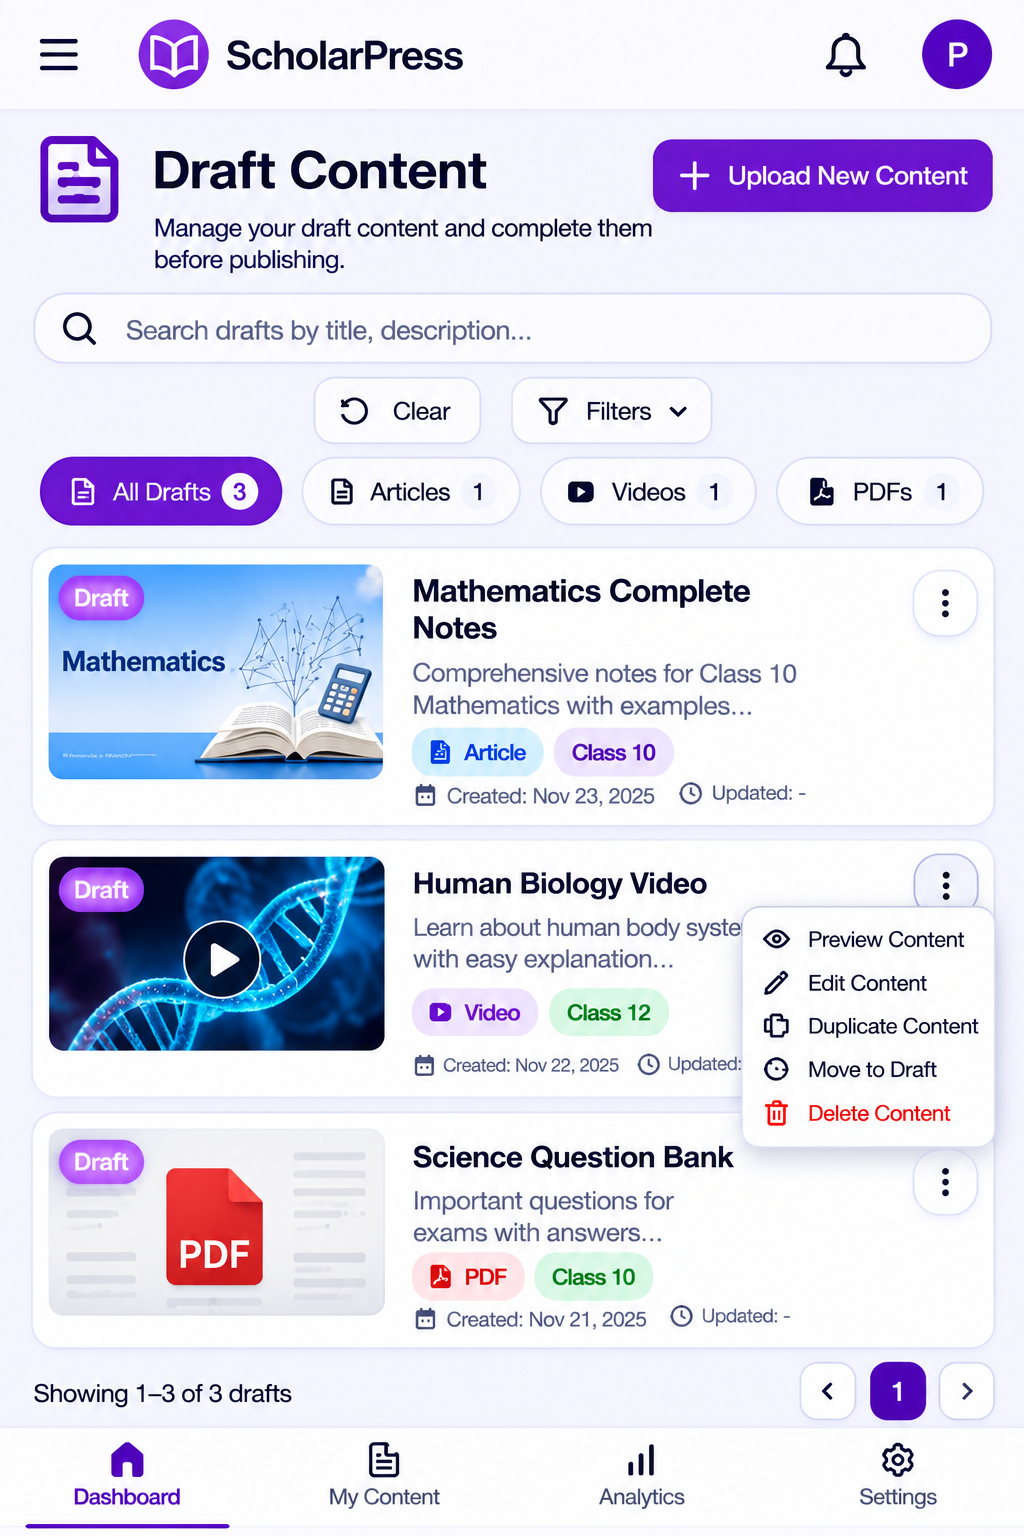 ScholarPress
P
Draft Content
Upload New Content
Manage your draft content and complete them
before publishing.
Search drafts by title, description...
Clear
Filters
All Drafts 3
Articles 1
Videos 1
PDFs 1
Draft
Mathematics
Mathematics Complete
Notes
Comprehensive notes for Class 10
Mathematics with examples...
Article
Class 10
Created: Nov 23, 2025
Updated: -
Draft
Human Biology Video
Learn about human body syste
with easy explanation...
Video
Class 12
Created: Nov 22, 2025
Updated:
Preview Content
Edit Content
Duplicate Content
Move to Draft
Delete Content
Draft
PDF
Science Question Bank
Important questions for
exams with answers...
PDF
Class 10
Created: Nov 21, 2025
Updated: -
Showing 1–3 of 3 drafts
1
Dashboard
My Content
Analytics
Settings